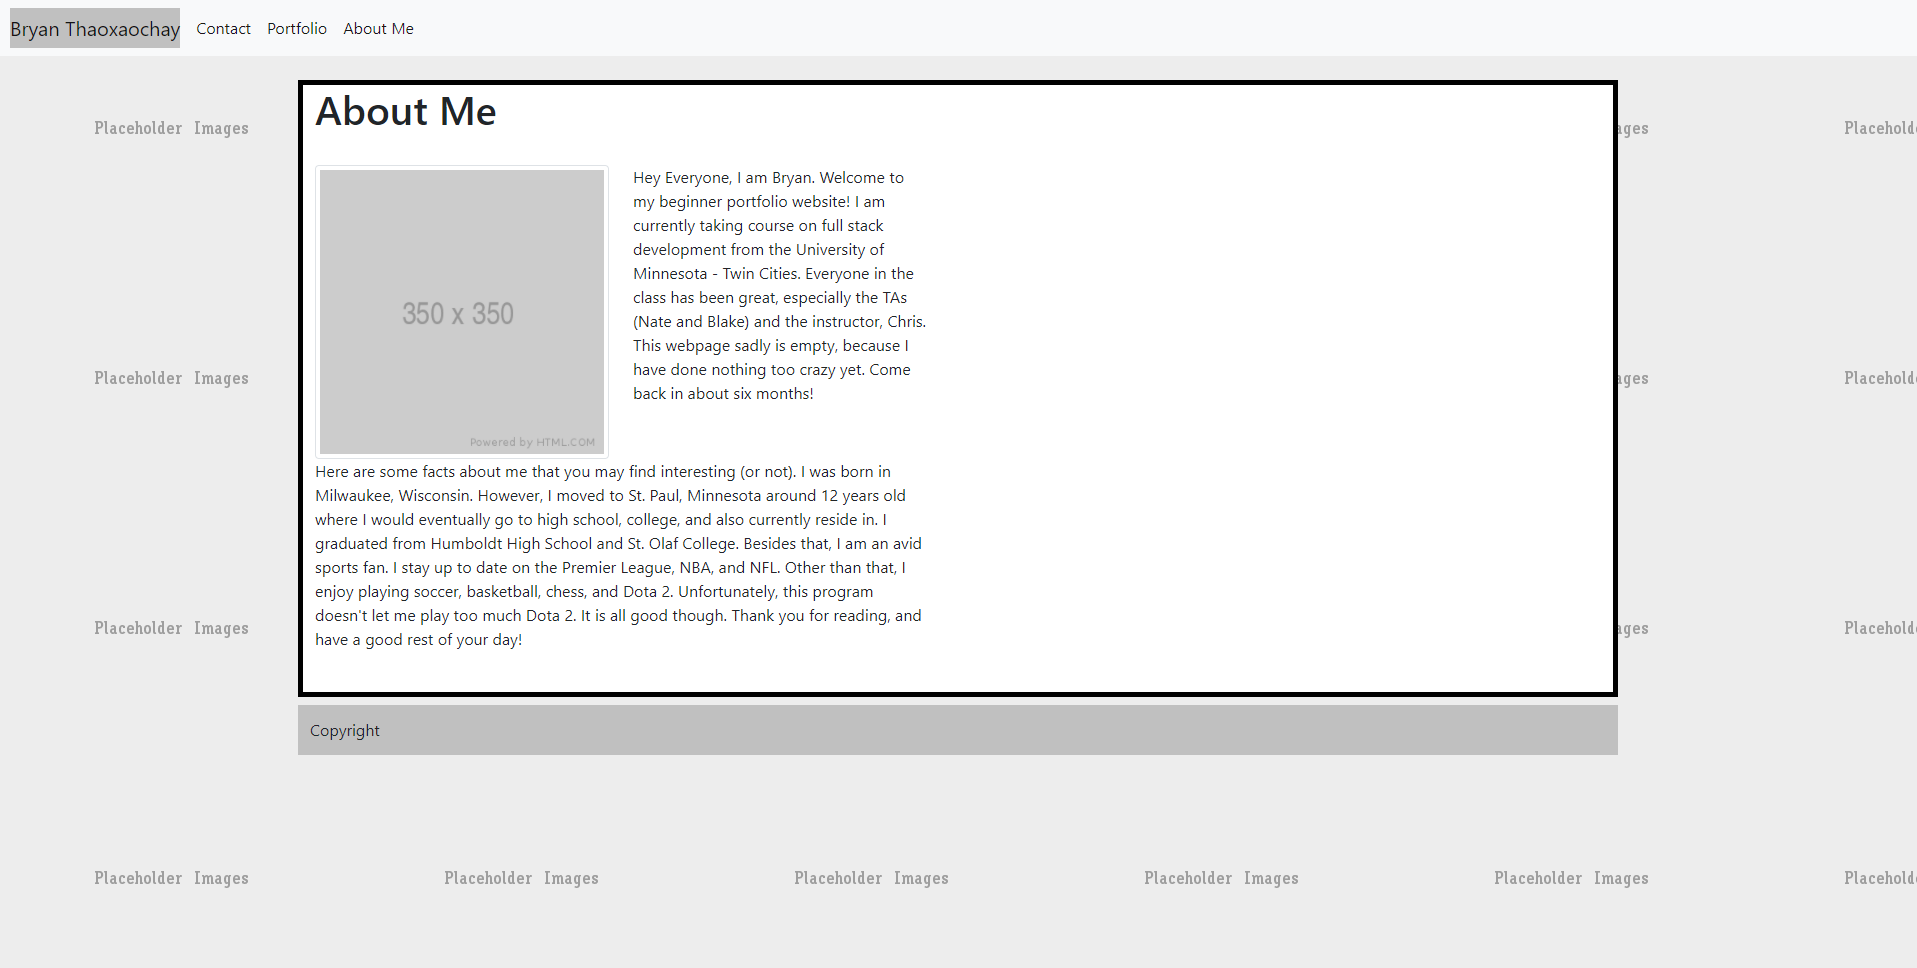 Bryan Thaoxaochay Contact Portfolio About Me
About Me
Placeholder Images
ages
Placehold
350 x 350
Powered by HTML.COM
Hey Everyone, I am Bryan. Welcome to
my beginner portfolio website! I am
currently taking course on full stack
development from the University of
Minnesota - Twin Cities. Everyone in the
class has been great, especially the TAs
(Nate and Blake) and the instructor, Chris.
This webpage sadly is empty, because I
have done nothing too crazy yet. Come
back in about six months!
Placeholder Images
ages
Placehold
Here are some facts about me that you may find interesting (or not). I was born in
Milwaukee, Wisconsin. However, I moved to St. Paul, Minnesota around 12 years old
where I would eventually go to high school, college, and also currently reside in. I
graduated from Humboldt High School and St. Olaf College. Besides that, I am an avid
sports fan. I stay up to date on the Premier League, NBA, and NFL. Other than that, I
enjoy playing soccer, basketball, chess, and Dota 2. Unfortunately, this program
doesn't let me play too much Dota 2. It is all good though. Thank you for reading, and
have a good rest of your day!
Placeholder Images
ages
Placehold
Copyright
Placeholder Images Placeholder Images Placeholder Images Placeholder Images Placeholder Images Placehold